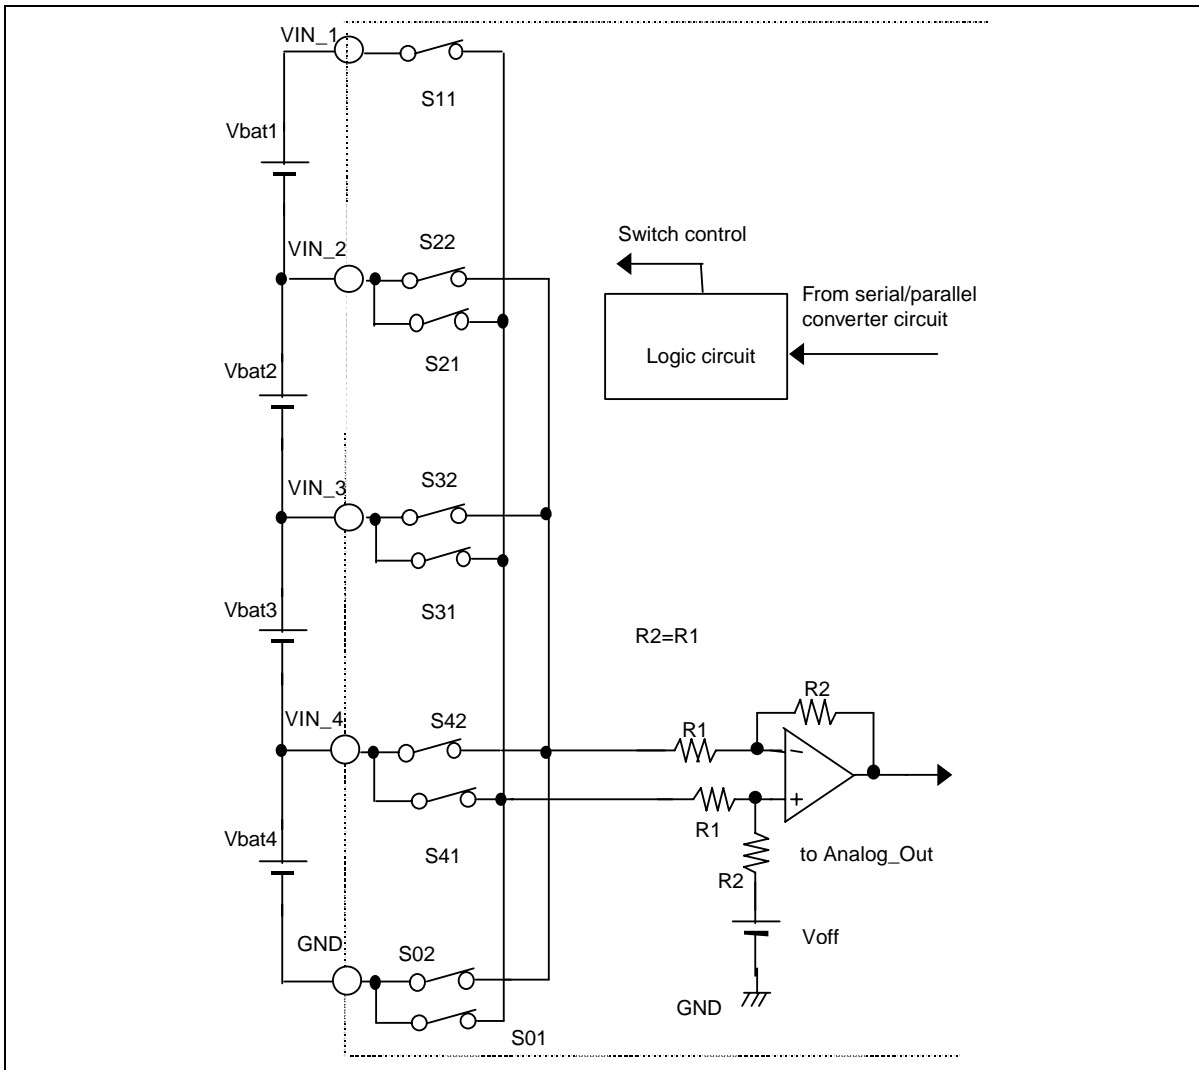 VIN_1
S11
Vbat1
Switch control
S22
VIN_2
From serial/parallel
converter circuit
Logic circuit
S21
Vbat2
S32
VIN_3
S31
Vbat3
R2=R1
R2
VIN_4
S42
R1
−
+
R1
Vbat4
S41
to Analog_Out
R2
GND
S02
Voff
GND
S01